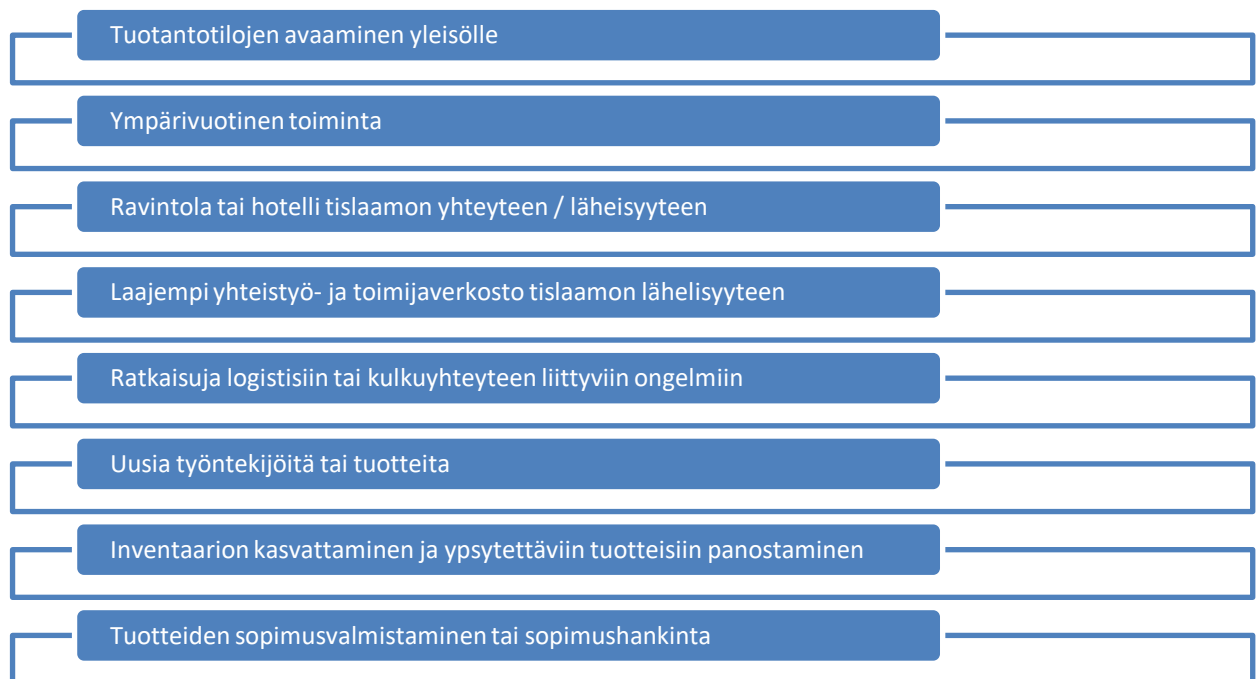 Tuotantotilojen avaaminen yleisölle
Ympärivuotinen toiminta
Ravintola tai hotelli tislaamon yhteyteen / läheisyyteen
Laajempi yhteistyö- ja toimijaverkosto tislaamon lähelisyyteen
Ratkaisuja logistisiin tai kulkuyhteyteen liittyviin ongelmiin
Uusia työntekijöitä tai tuotteita
Inventaarion kasvattaminen ja ypsytettäviin tuotteisiin panostaminen
Tuotteiden sopimusvalmistaminen tai sopimushankinta